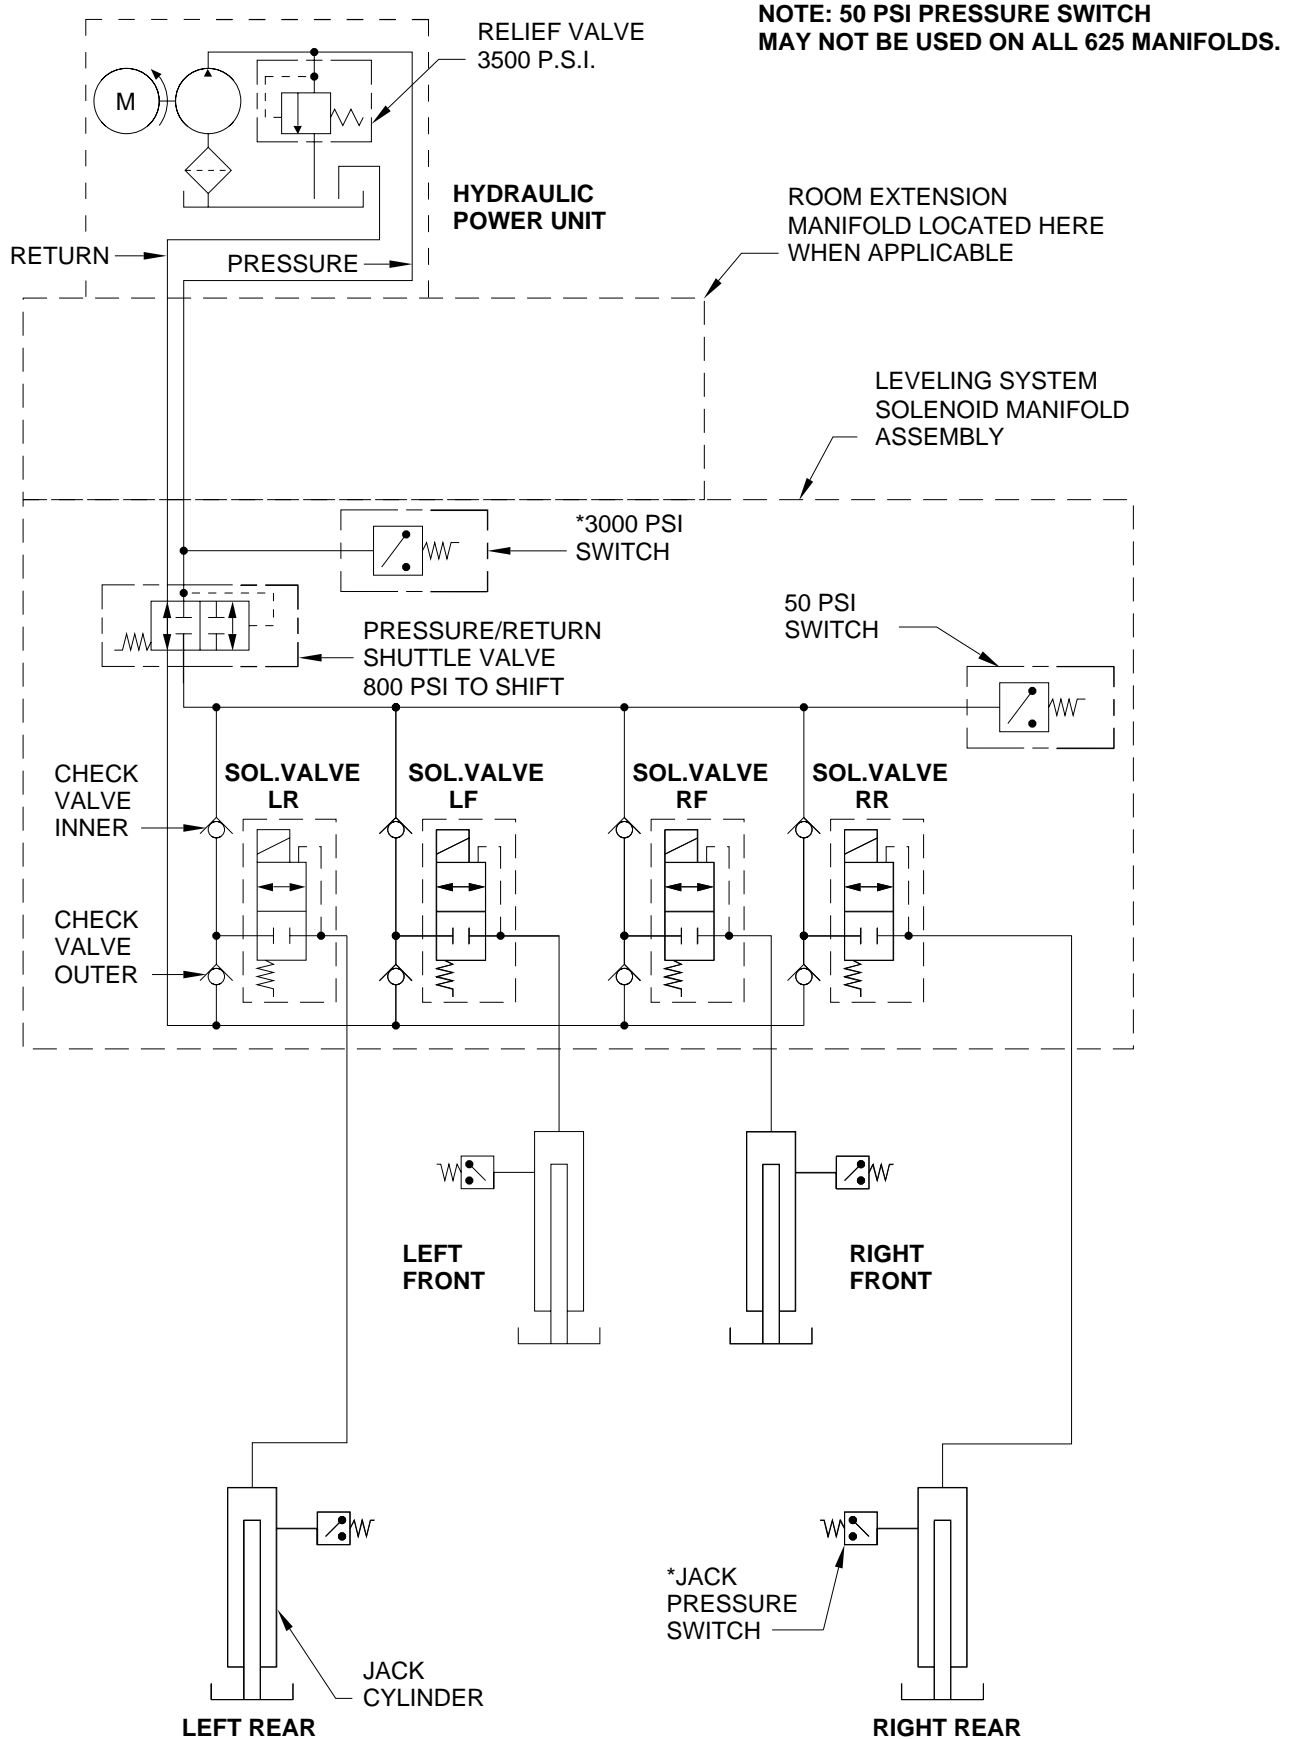 NOTE: 50 PSI PRESSURE SWITCH
MAY NOT BE USED ON ALL 625 MANIFOLDS.
RELIEF VALVE
3500 P.S.I.
M
HYDRAULIC
POWER UNIT
ROOM EXTENSION
MANIFOLD LOCATED HERE
WHEN APPLICABLE
RETURN
PRESSURE
LEVELING SYSTEM
SOLENOID MANIFOLD
ASSEMBLY
*3000 PSI
SWITCH
50 PSI
SWITCH
PRESSURE/RETURN
SHUTTLE VALVE
800 PSI TO SHIFT
CHECK
VALVE
INNER
SOL.VALVE
LR
SOL.VALVE
LF
SOL.VALVE
RF
SOL.VALVE
RR
CHECK
VALVE
OUTER
LEFT
FRONT
RIGHT
FRONT
*JACK
PRESSURE
SWITCH
JACK
CYLINDER
LEFT REAR
RIGHT REAR